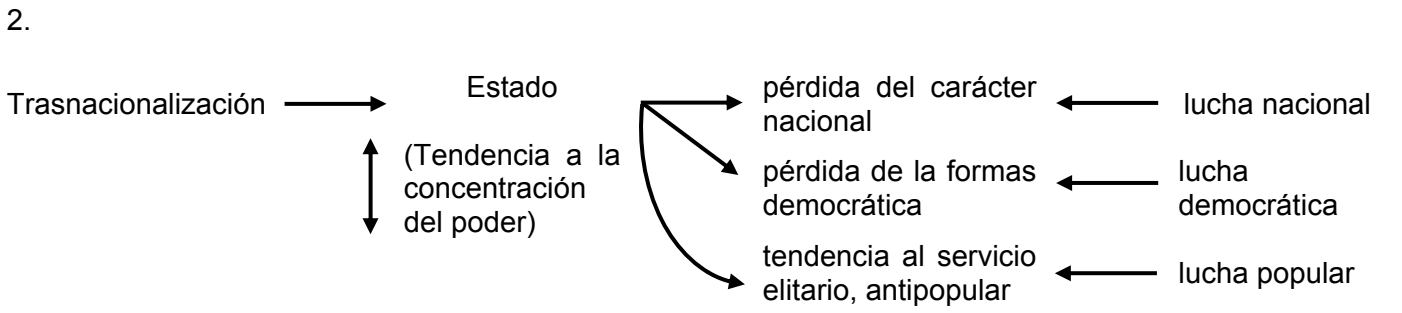 2.
Trasnacionalización
Estado
(Tendencia a la
concentración
del poder)
pérdida del carácter
nacional
lucha nacional
pérdida de la formas
democrática
lucha
democrática
tendencia al servicio
elitario, antipopular
lucha popular